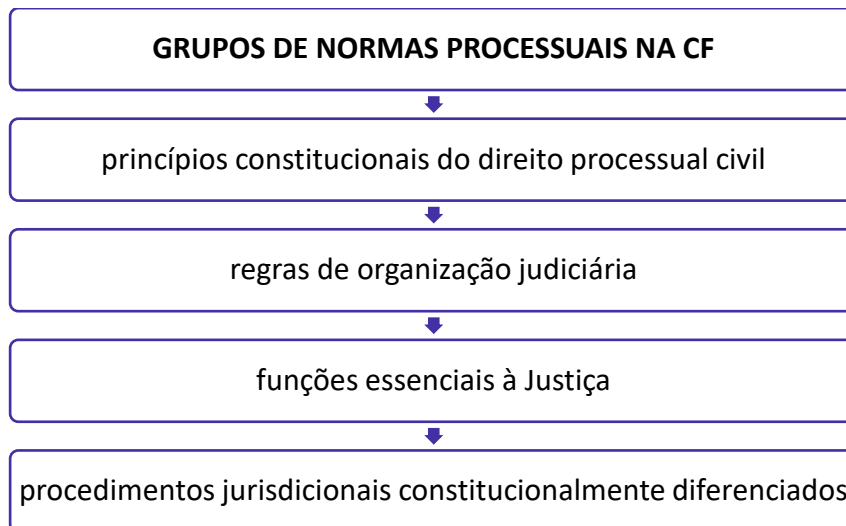 GRUPOS DE NORMAS PROCESSUAIS NA CF
princípios constitucionais do direito processual civil
regras de organização judiciária
funções essenciais à Justiça
procedimentos jurisdicionais constitucionalmente diferenciados